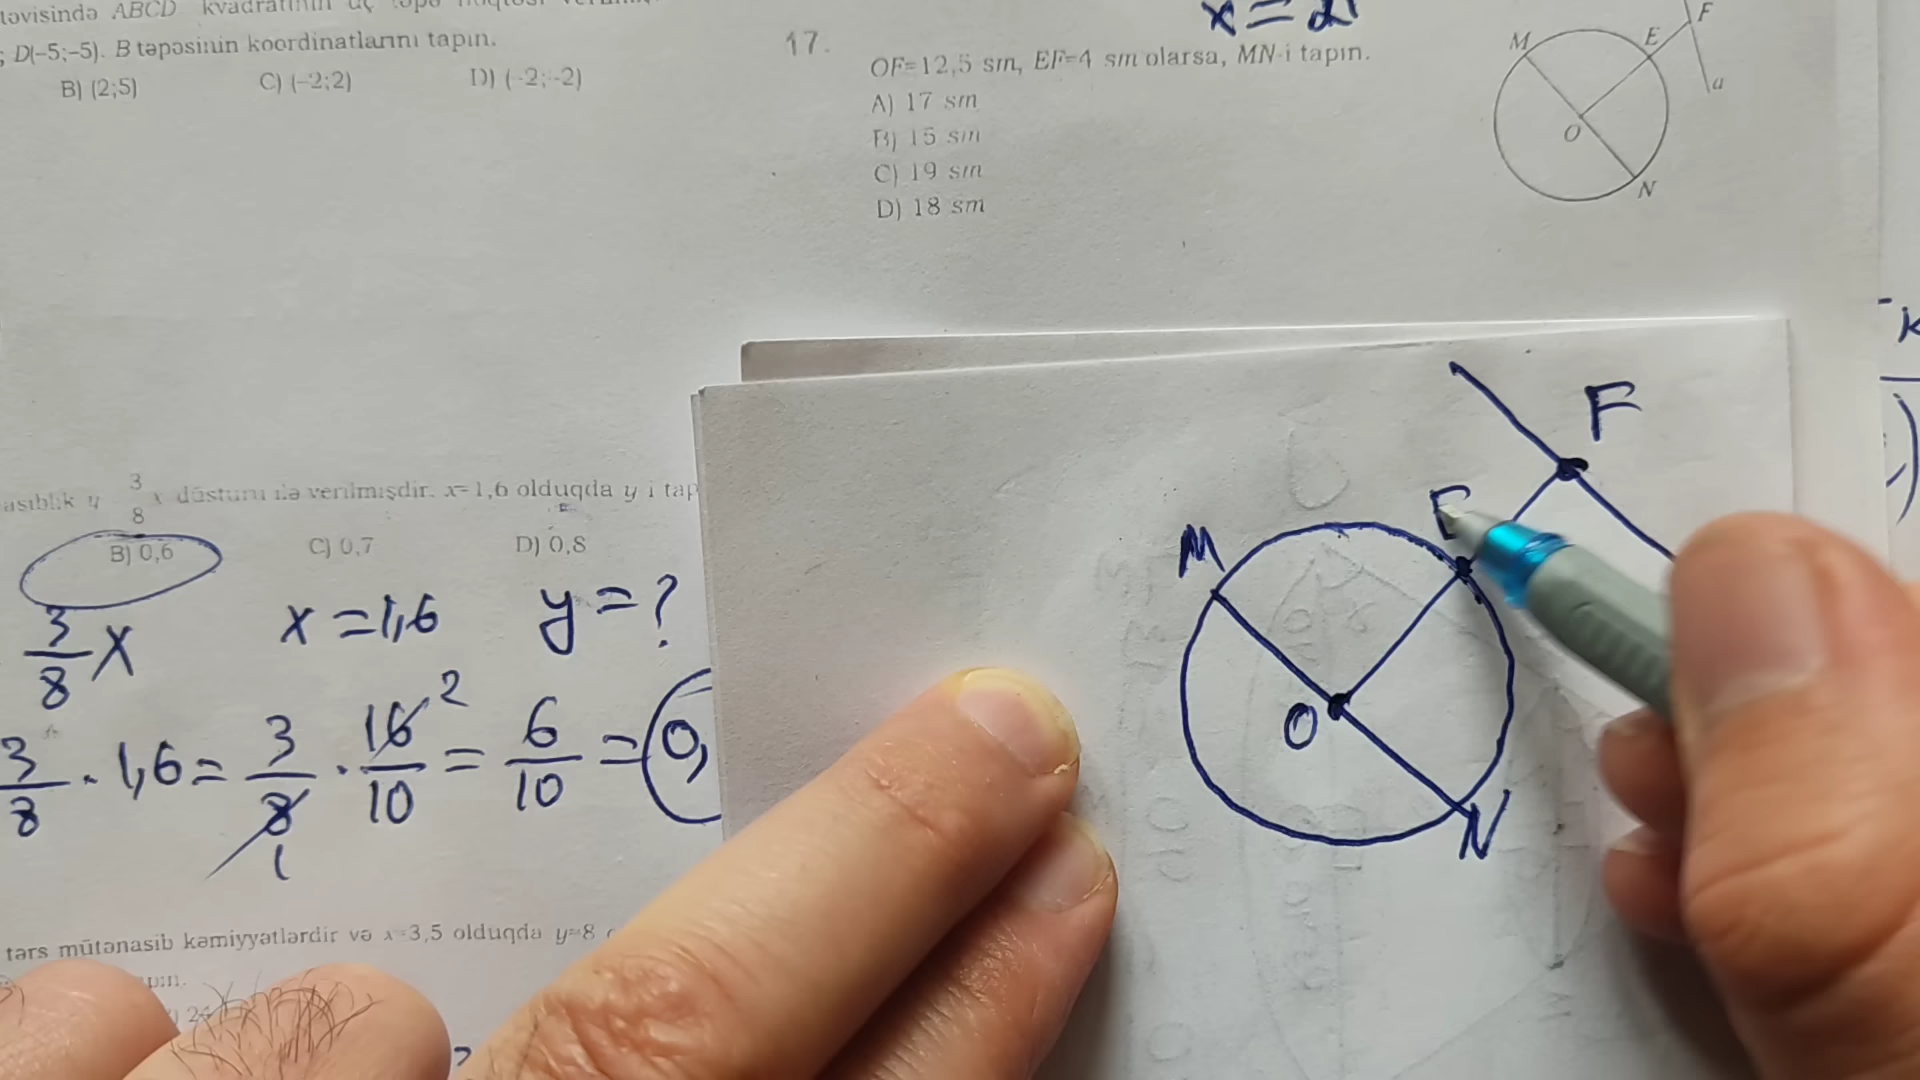 təvisində ABCD kvadratının üç təpə nöqtəsi
; D(−5;−5). B təpəsinin koordinatlarını tapın.
B) (2;5) C) (−2;2) D) (−2;−2)
x = 2
17.
OF=12,5 sm, EF=4 sm olarsa, MN-i tapın.
A) 17 sm
B) 15 sm
C) 19 sm
D) 18 sm
M E F
a
O
N
asiblik y 3/8 x düsturu ilə verilmişdir. x=1,6 olduqda y i tap
B) 0,6 C) 0,7 D) 0,8
3/8 x x = 1,6 y = ?
3/8 · 1,6 = 3/8 · 16/10 = 6/10 = 0,
2
1
F
E
M
O
N
tərs mütənasib kəmiyyətlərdir və x=3,5 olduqda y=8